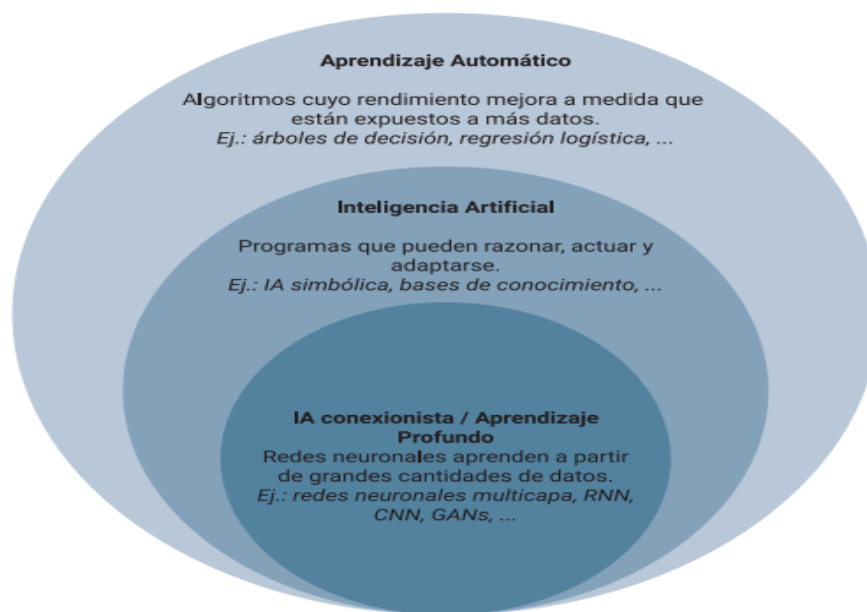 Aprendizaje Automático
Algoritmos cuyo rendimiento mejora a medida que
están expuestos a más datos.
Ej.: árboles de decisión, regresión logística, ...
Inteligencia Artificial
Programas que pueden razonar, actuar y
adaptarse.
Ej.: IA simbólica, bases de conocimiento, ...
IA conexionista / Aprendizaje
Profundo
Redes neuronales aprenden a partir
de grandes cantidades de datos.
Ej.: redes neuronales multicapa, RNN,
CNN, GANs, ...